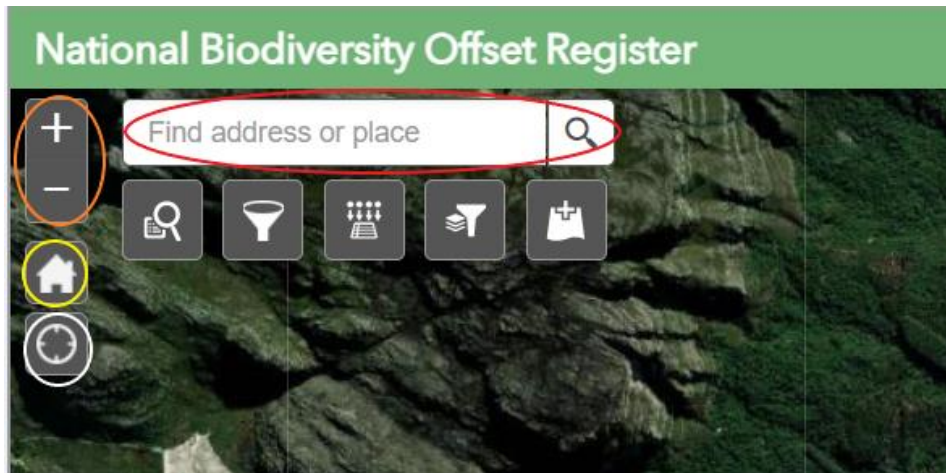 National Biodiversity Offset Register
Find address or place